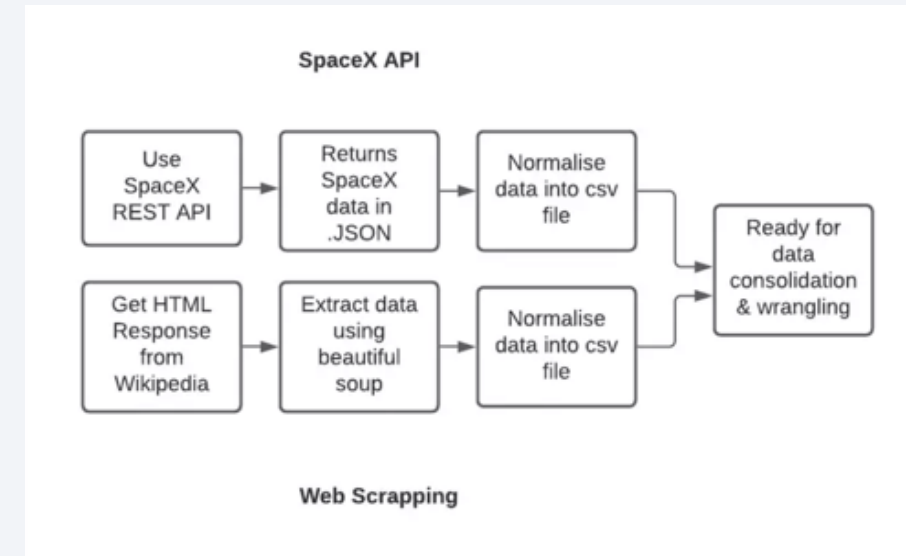 SpaceX API
Use
SpaceX
REST API
Returns
SpaceX
data in
.JSON
Normalise
data into csv
file
Ready for
data
consolidation
& wrangling
Get HTML
Response
from
Wikipedia
Extract data
using
beautiful
soup
Normalise
data into csv
file
Web Scrapping